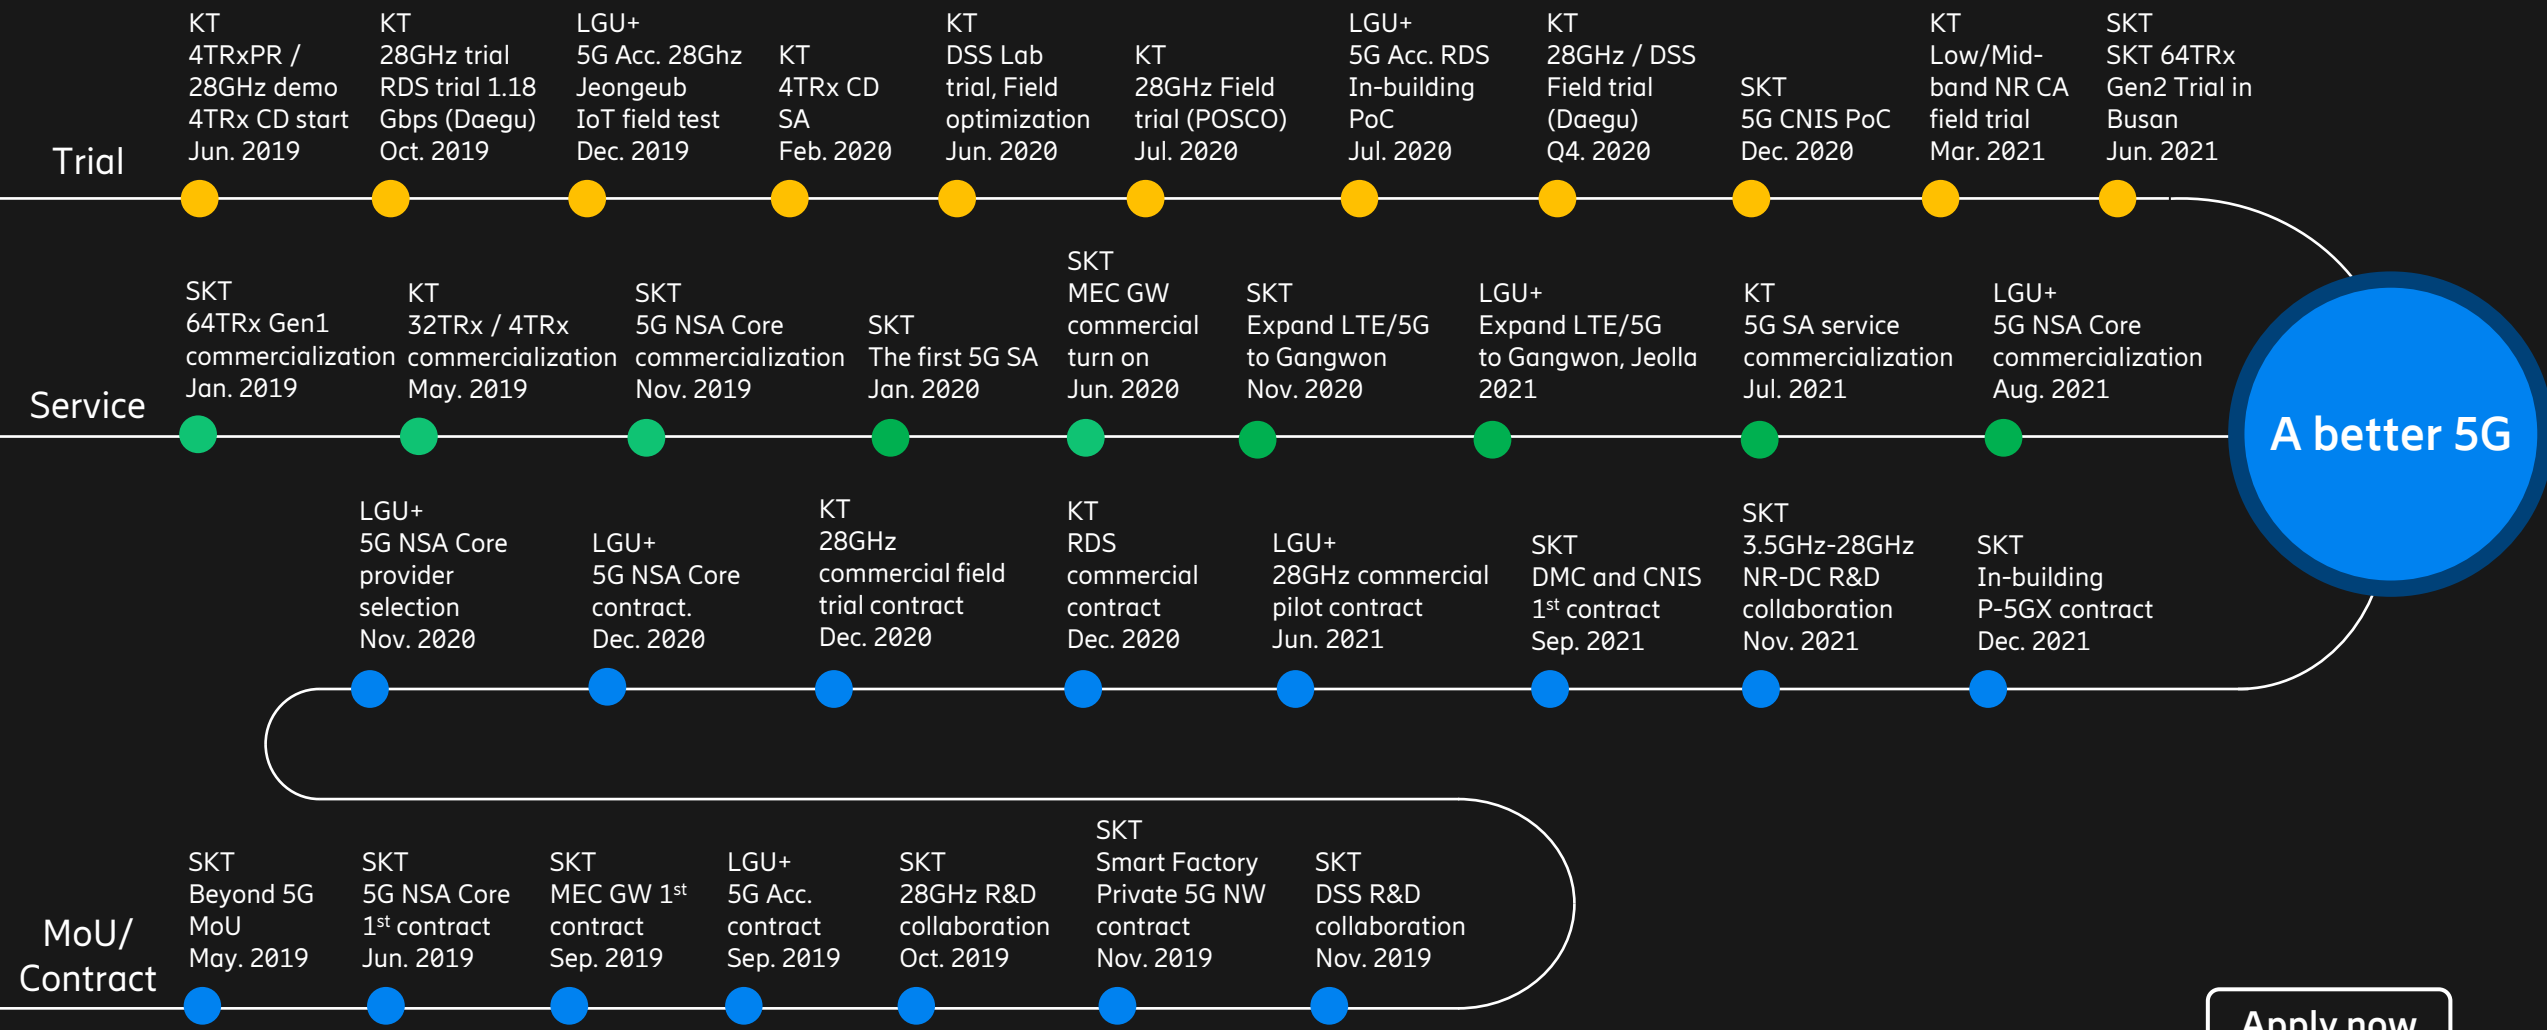 Trial
KT
4TRxPR /
28GHz demo
4TRx CD start
Jun. 2019
KT
28GHz trial
RDS trial 1.18
Gbps (Daegu)
Oct. 2019
LGU+
5G Acc. 28Ghz
Jeongeub
IoT field test
Dec. 2019
KT
4TRx CD
SA
Feb. 2020
KT
DSS Lab
trial, Field
optimization
Jun. 2020
KT
28GHz Field
trial (POSCO)
Jul. 2020
LGU+
5G Acc. RDS
In-building
PoC
Jul. 2020
KT
28GHz / DSS
Field trial
(Daegu)
Q4. 2020
SKT
5G CNIS PoC
Dec. 2020
KT
Low/Mid-
band NR CA
field trial
Mar. 2021
SKT
SKT 64TRx
Gen2 Trial in
Busan
Jun. 2021
Service
SKT
64TRx Gen1
commercialization
Jan. 2019
KT
32TRx / 4TRx
commercialization
May. 2019
SKT
5G NSA Core
commercialization
Nov. 2019
SKT
The first 5G SA
Jan. 2020
SKT
MEC GW
commercial
turn on
Jun. 2020
SKT
Expand LTE/5G
to Gangwon
Nov. 2020
LGU+
Expand LTE/5G
to Gangwon, Jeolla
2021
KT
5G SA service
commercialization
Jul. 2021
LGU+
5G NSA Core
commercialization
Aug. 2021
A better 5G
LGU+
5G NSA Core
provider
selection
Nov. 2020
LGU+
5G NSA Core
contract.
Dec. 2020
KT
28GHz
commercial field
trial contract
Dec. 2020
KT
RDS
commercial
contract
Dec. 2020
LGU+
28GHz commercial
pilot contract
Jun. 2021
SKT
DMC and CNIS
1st contract
Sep. 2021
SKT
3.5GHz-28GHz
NR-DC R&D
collaboration
Nov. 2021
SKT
In-building
P-5GX contract
Dec. 2021
MoU/
Contract
SKT
Beyond 5G
MoU
May. 2019
SKT
5G NSA Core
1st contract
Jun. 2019
SKT
MEC GW 1st
contract
Sep. 2019
LGU+
5G Acc.
contract
Sep. 2019
SKT
28GHz R&D
collaboration
Oct. 2019
SKT
Smart Factory
Private 5G NW
contract
Nov. 2019
SKT
DSS R&D
collaboration
Nov. 2019
Apply now